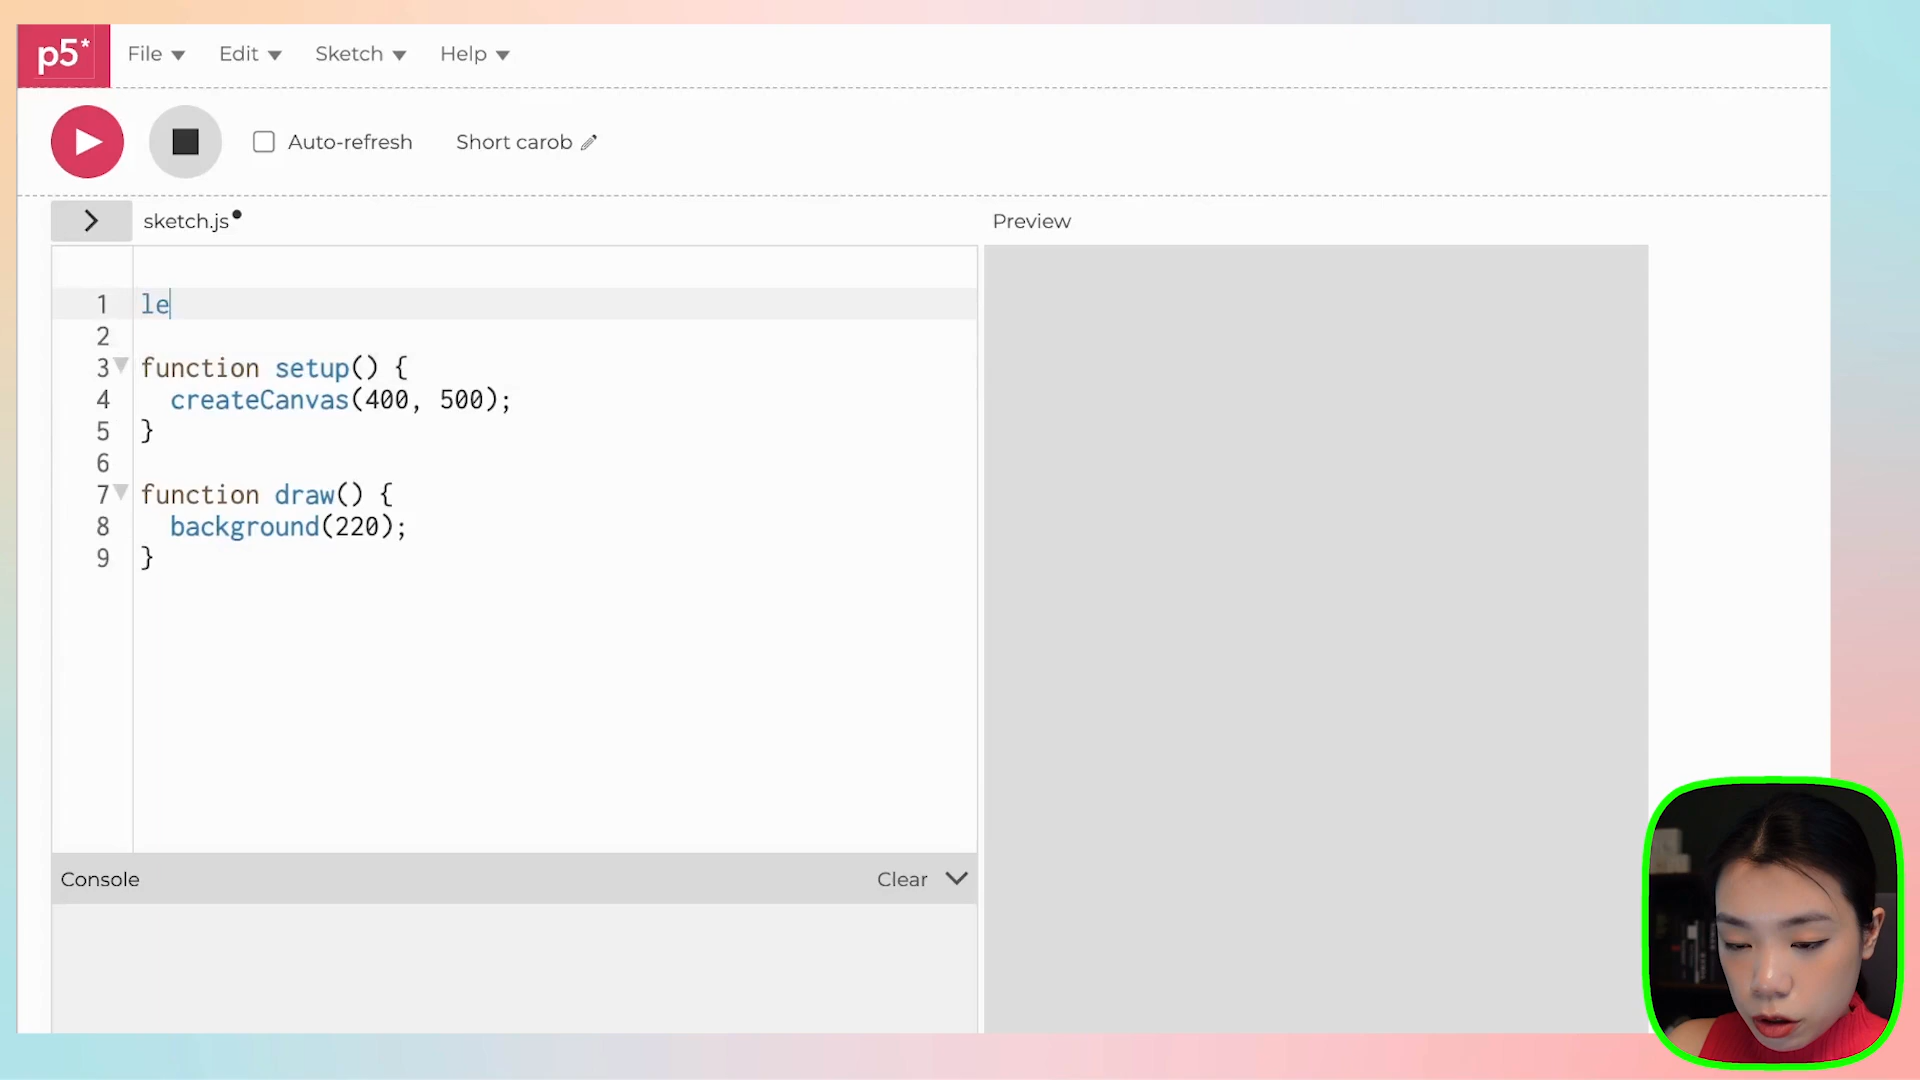 p5* File Edit Sketch Help
Auto-refresh Short carob
sketch.js Preview
1 le
2
3 function setup() {
4 createCanvas(400, 500);
5 }
6
7 function draw() {
8 background(220);
9 }
Console Clear